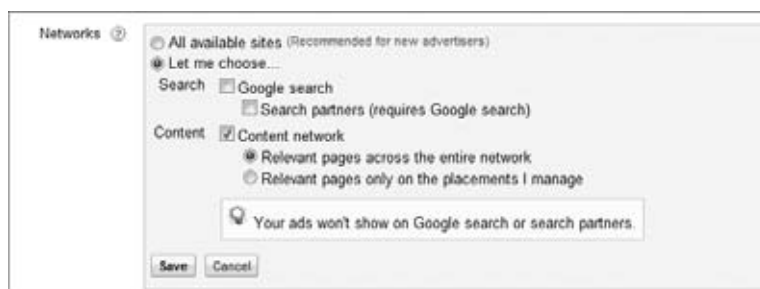 Networks ? All available sites (Recommended for new advertisers)
Let me choose...
Search Google search
Search partners (requires Google search)
Content Content network
Relevant pages across the entire network
Relevant pages only on the placements I manage
Your ads won't show on Google search or search partners.
Save Cancel